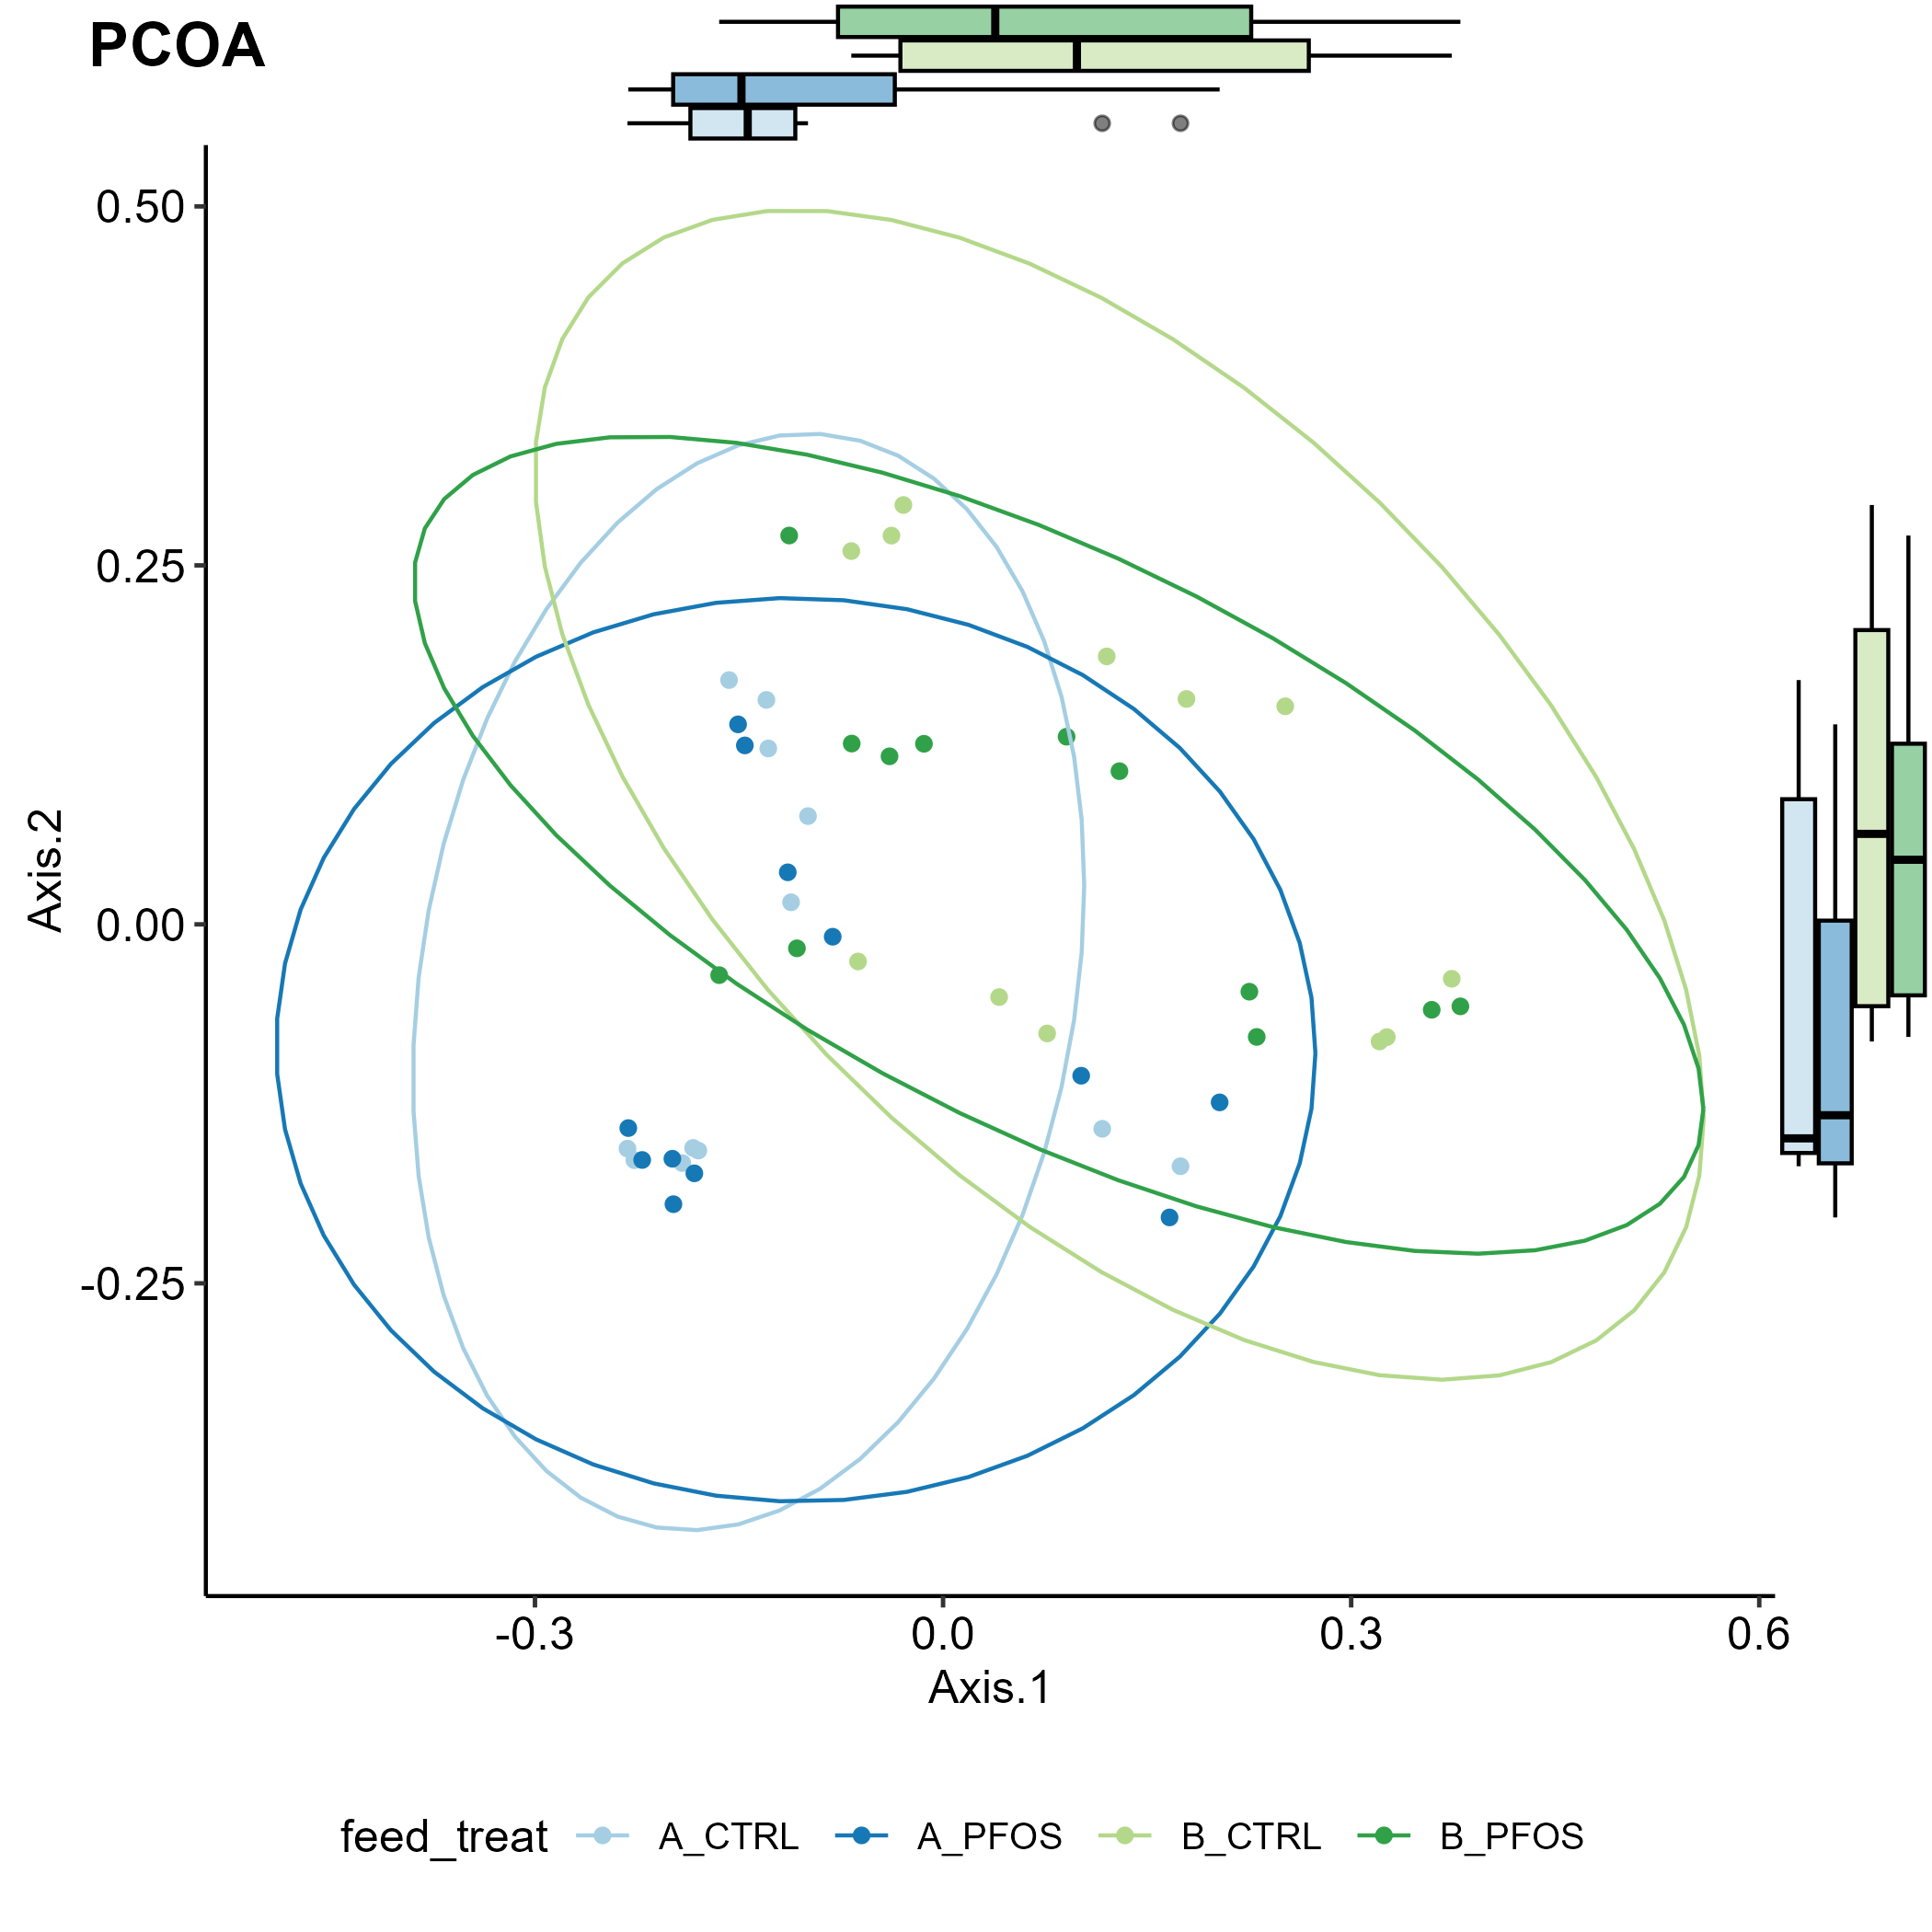 PCOA
0.50
0.25
0.00
-0.25
Axis.2
-0.3 0.0 0.3 0.6
Axis.1
feed_treat A_CTRL A_PFOS B_CTRL B_PFOS